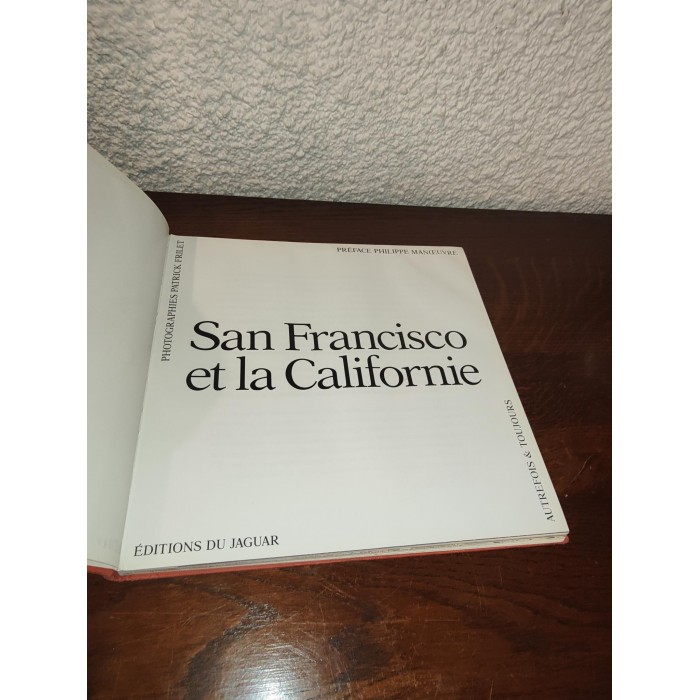 PRÉFACE PHILIPPE MANŒUVRE
PHOTOGRAPHIES PATRICK FRILET
San Francisco
et la Californie
AUTREFOIS & TOUJOURS
ÉDITIONS DU JAGUAR